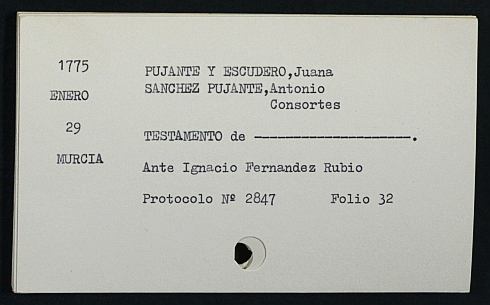 1775
ENERO
29
MURCIA
PUJANTE Y ESCUDERO,Juana
SANCHEZ PUJANTE,Antonio
Consortes
TESTAMENTO de --------------------.
Ante Ignacio Fernandez Rubio
Protocolo Nº 2847 Folio 32